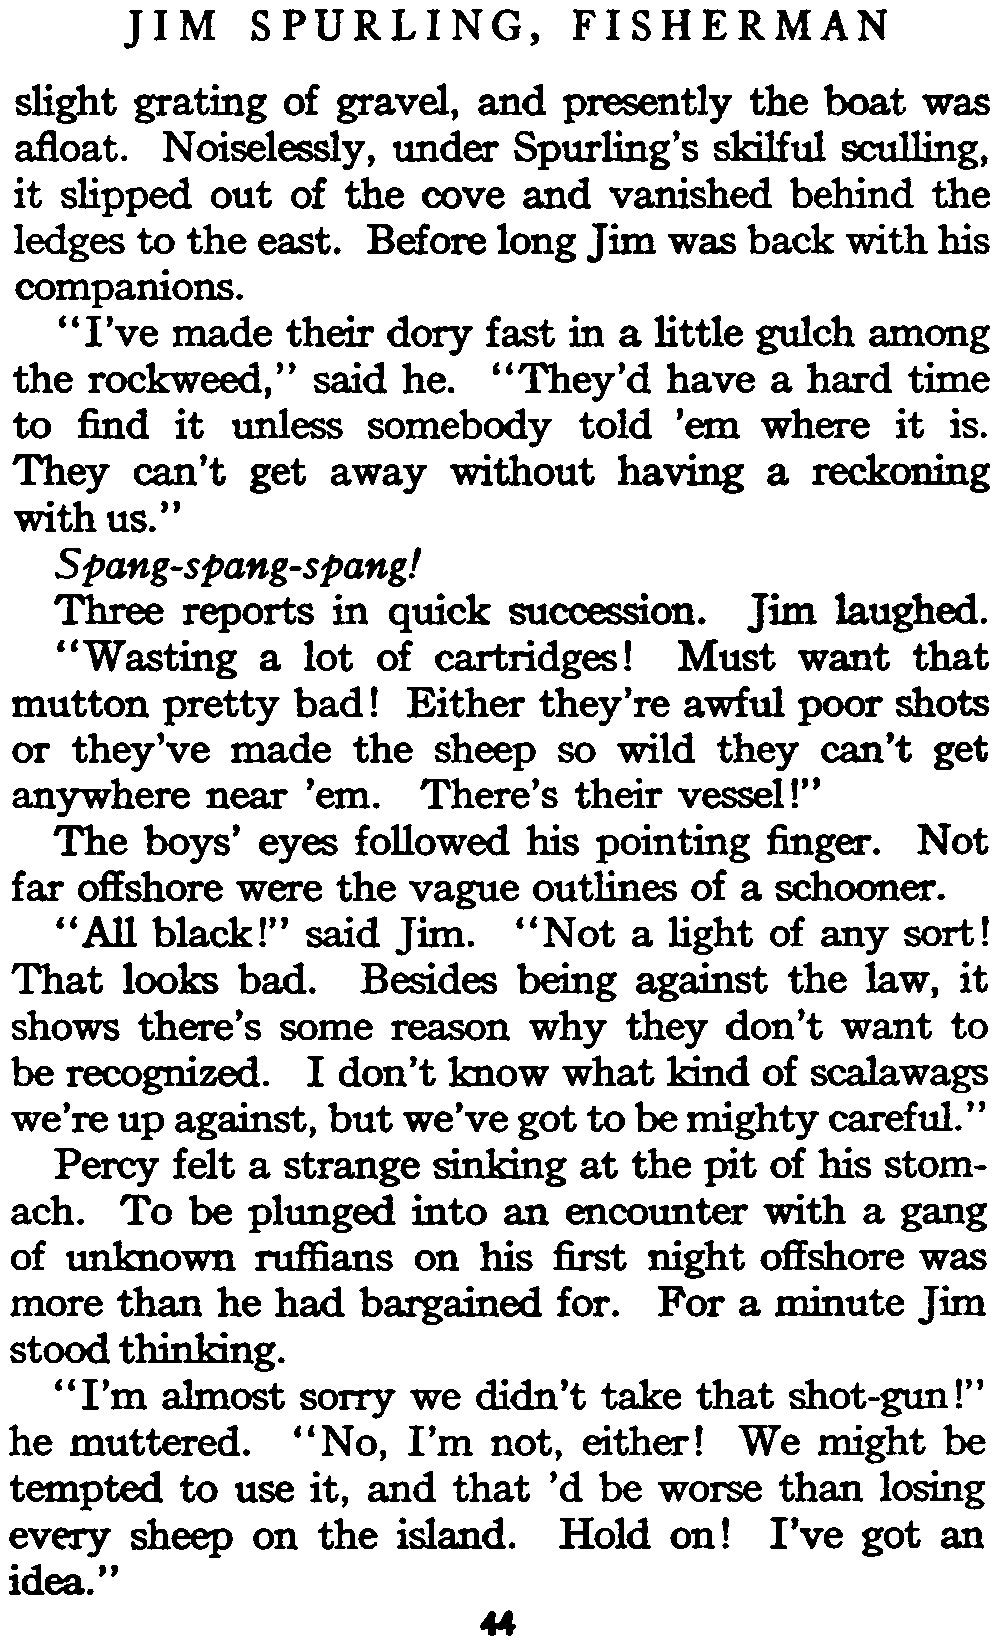 JIM SPURLING, FISHERMAN
slight grating of gravel, and presently the boat was
afloat. Noiselessly, under Spurling's skilful sculling,
it slipped out of the cove and vanished behind the
ledges to the east. Before long Jim was back with his
companions.
"I've made their dory fast in a little gulch among
the rockweed," said he. "They'd have a hard time
to find it unless somebody told 'em where it is.
They can't get away without having a reckoning
with us."
Spang-spang-spang!
Three reports in quick succession. Jim laughed.
"Wasting a lot of cartridges! Must want that
mutton pretty bad! Either they're awful poor shots
or they've made the sheep so wild they can't get
anywhere near 'em. There's their vessel!"
The boys' eyes followed his pointing finger. Not
far offshore were the vague outlines of a schooner.
"All black!" said Jim. "Not a light of any sort!
That looks bad. Besides being against the law, it
shows there's some reason why they don't want to
be recognized. I don't know what kind of scalawags
we're up against, but we've got to be mighty careful."
Percy felt a strange sinking at the pit of his stom-
ach. To be plunged into an encounter with a gang
of unknown ruffians on his first night offshore was
more than he had bargained for. For a minute Jim
stood thinking.
"I'm almost sorry we didn't take that shot-gun!"
he muttered. "No, I'm not, either! We might be
tempted to use it, and that 'd be worse than losing
every sheep on the island. Hold on! I've got an
idea."
44